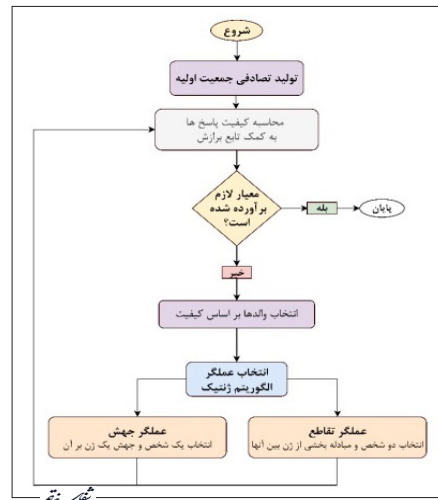 شروع
تولید تصادفی جمعیت اولیه
محاسبه کیفیت پاسخ ها
به کمک تابع برازش
معیار لازم
برآورده شده
است؟
بله
پایان
خیر
انتخاب والدها بر اساس کیفیت
انتخاب عملگر
الگوریتم ژنتیک
عملگر تقاطع
انتخاب دو شخص و مبادله بخشی از ژن بین آنها
عملگر جهش
انتخاب یک شخص و جهش یک ژن بر آن